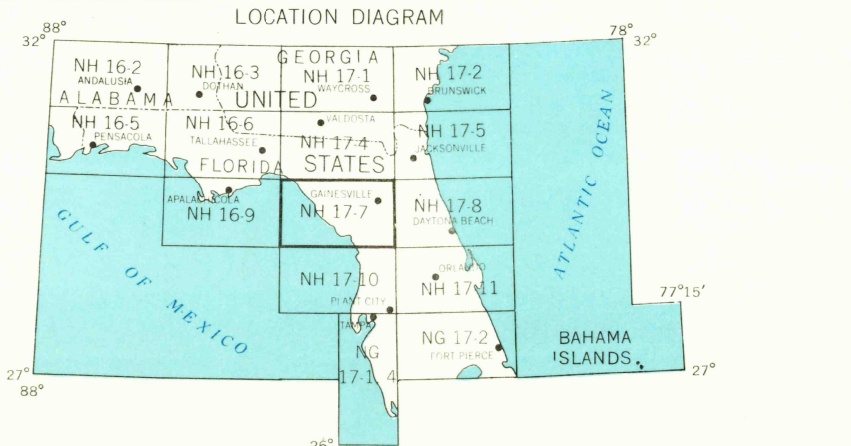 LOCATION DIAGRAM
88°
78°
32°
32°
GEORGIA
NH 16-2
NH 16-3
NH 17-1
NH 17-2
ANDALUSIA
DOTHAN
WAYCROSS
BRUNSWICK
ALABAMA
UNITED
NH 16-5
NH 16-6
VALDOSTA
NH 17-5
PENSACOLA
TALLAHASSEE
NH 17-4
JACKSONVILLE
FLORIDA
STATES
ATLANTIC OCEAN
APALACHICOLA
GAINESVILLE
NH 16-9
NH 17-7
NH 17-8
DAYTONA BEACH
GULF OF MEXICO
NH 17-10
ORLANDO
NH 17-11
PLANT CITY
77°15'
TAMPA
NG 17-2
FORT PIERCE
BAHAMA
ISLANDS
NG
17-1, 4
27°
27°
88°
26°